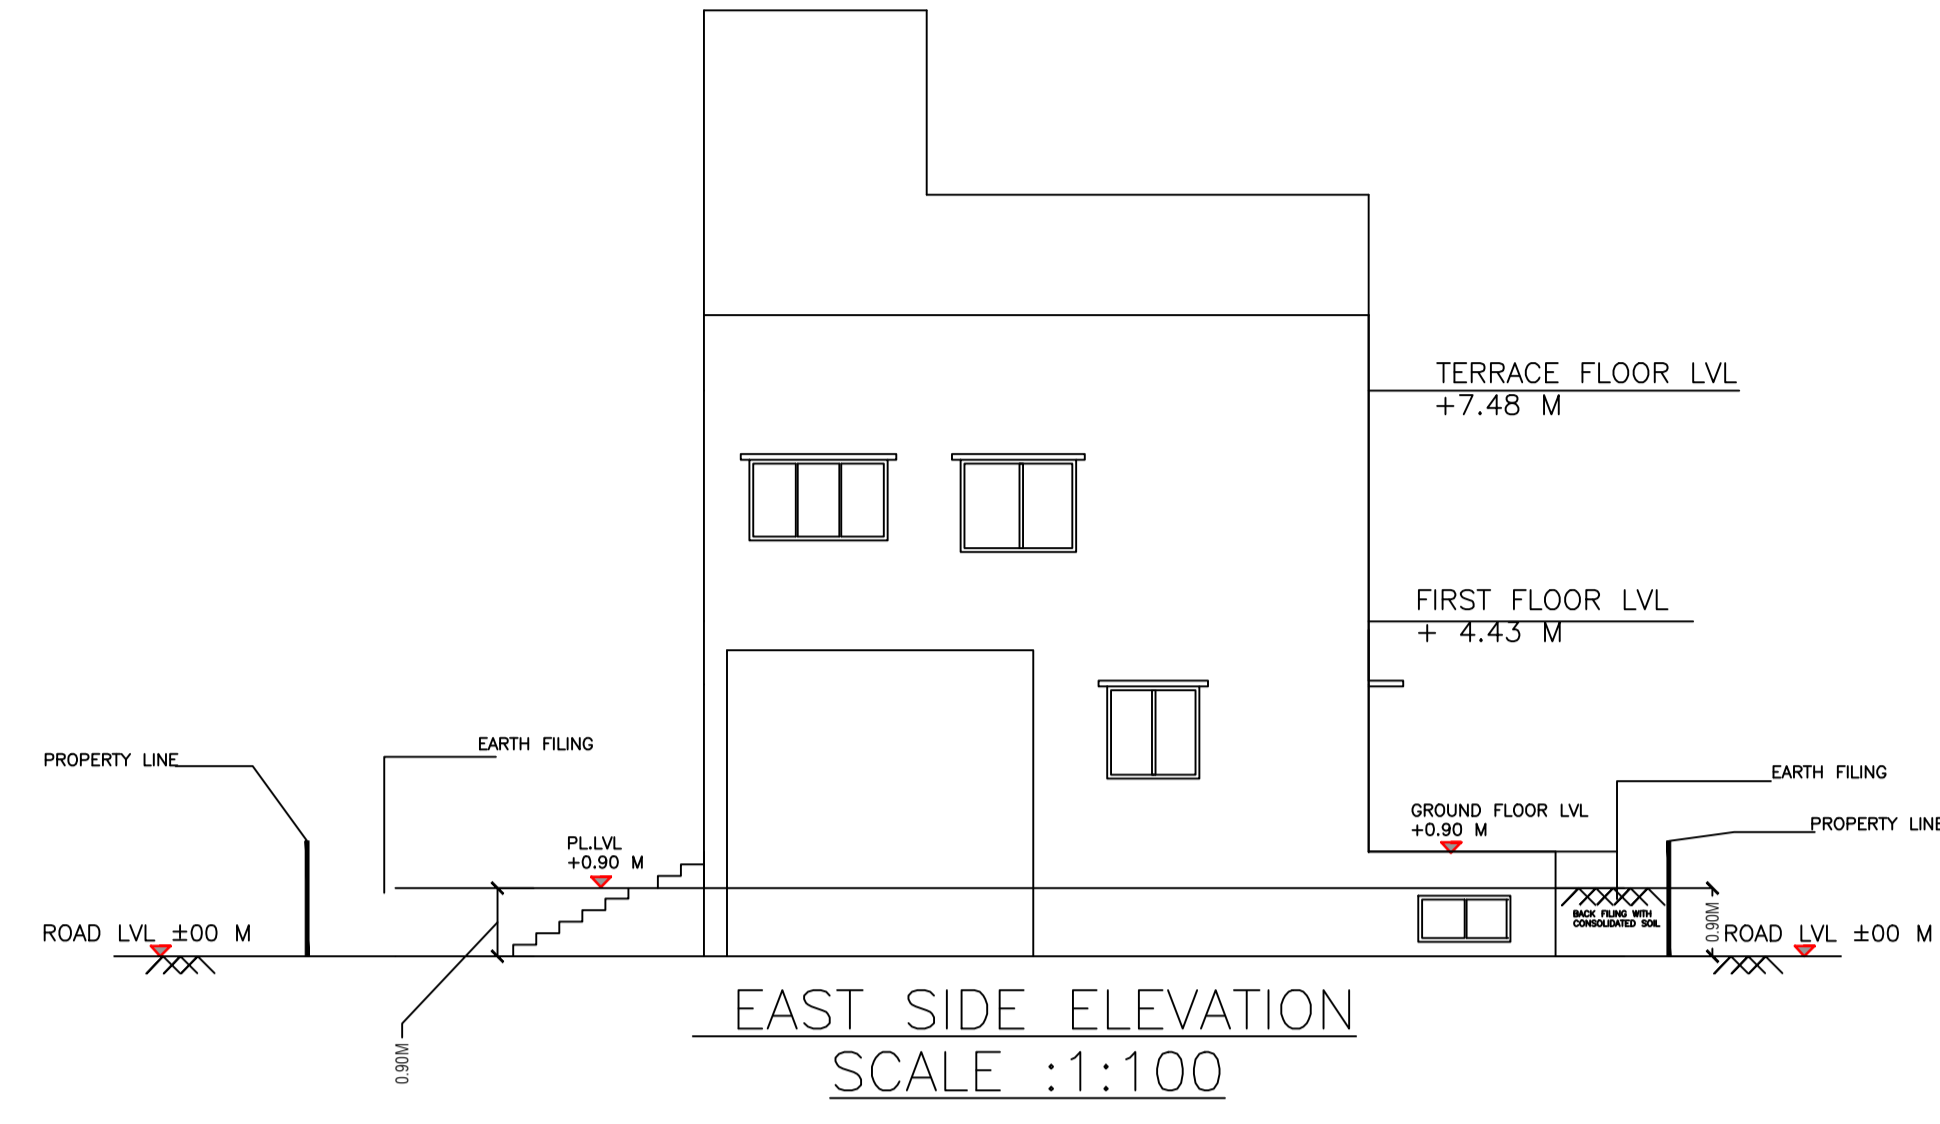 TERRACE FLOOR LVL
+7.48 M
FIRST FLOOR LVL
+ 4.43 M
PROPERTY LINE
EARTH FILING
PL.LVL
+0.90 M
ROAD LVL ±00 M
0.90M
GROUND FLOOR LVL
+0.90 M
EARTH FILING
PROPERTY LINE
BACK FILING WITH
CONSOLIDATED SOIL
0.90M
ROAD LVL ±00 M
EAST SIDE ELEVATION
SCALE :1:100